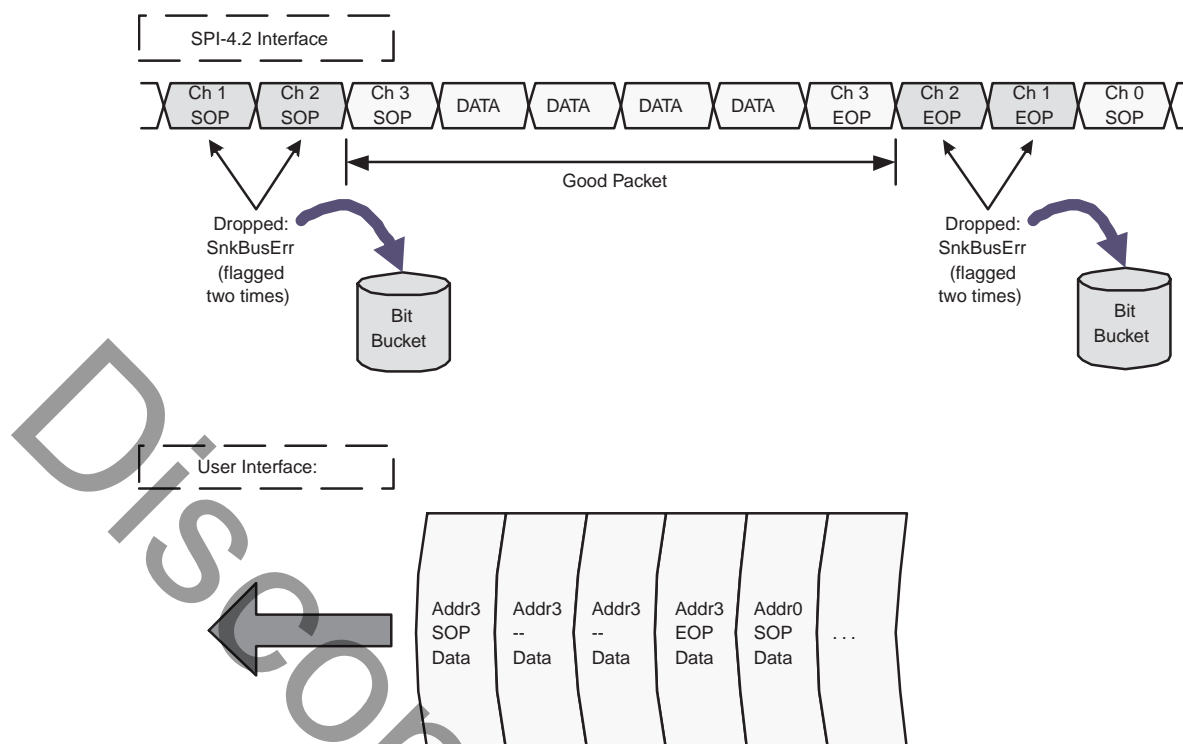 SPI-4.2 Interface
Ch 1 SOP
Ch 2 SOP
Ch 3 SOP
DATA
DATA
DATA
DATA
Ch 3 EOP
Ch 2 EOP
Ch 1 EOP
Ch 0 SOP
Good Packet
Dropped:
SnkBusErr
(flagged
two times)
Bit
Bucket
Dropped:
SnkBusErr
(flagged
two times)
Bit
Bucket
User Interface:
Addr3
SOP
Data
Addr3
--
Data
Addr3
--
Data
Addr3
EOP
Data
Addr0
SOP
Data
. . .